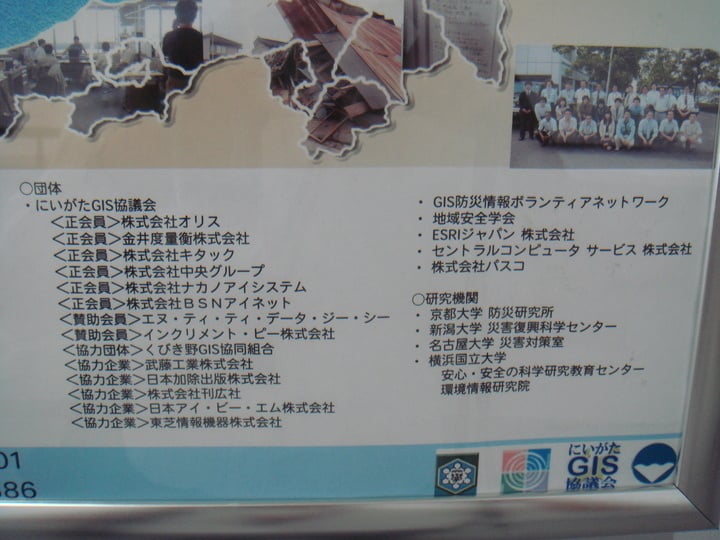 ○団体
・にいがたGIS協議会
＜正会員＞株式会社オリス
＜正会員＞金井度量衡株式会社
＜正会員＞株式会社キタック
＜正会員＞株式会社中央グループ
＜正会員＞株式会社ナカノアイシステム
＜正会員＞株式会社ＢＳＮアイネット
＜賛助会員＞エヌ・ティ・ティ・データ・ジー・シー
＜賛助会員＞インクリメント・ピー株式会社
＜協力団体＞くびき野GIS協同組合
＜協力企業＞武藤工業株式会社
＜協力企業＞日本加除出版株式会社
＜協力企業＞株式会社刊広社
＜協力企業＞日本アイ・ビー・エム株式会社
＜協力企業＞東芝情報機器株式会社
・ GIS防災情報ボランティアネットワーク
・ 地域安全学会
・ ESRIジャパン 株式会社
・ セントラルコンピュータ サービス 株式会社
・ 株式会社パスコ
○研究機関
・ 京都大学 防災研究所
・ 新潟大学 災害復興科学センター
・ 名古屋大学 災害対策室
・ 横浜国立大学
安心・安全の科学研究教育センター
環境情報研究院
01
86
にいがた
GIS
協議会